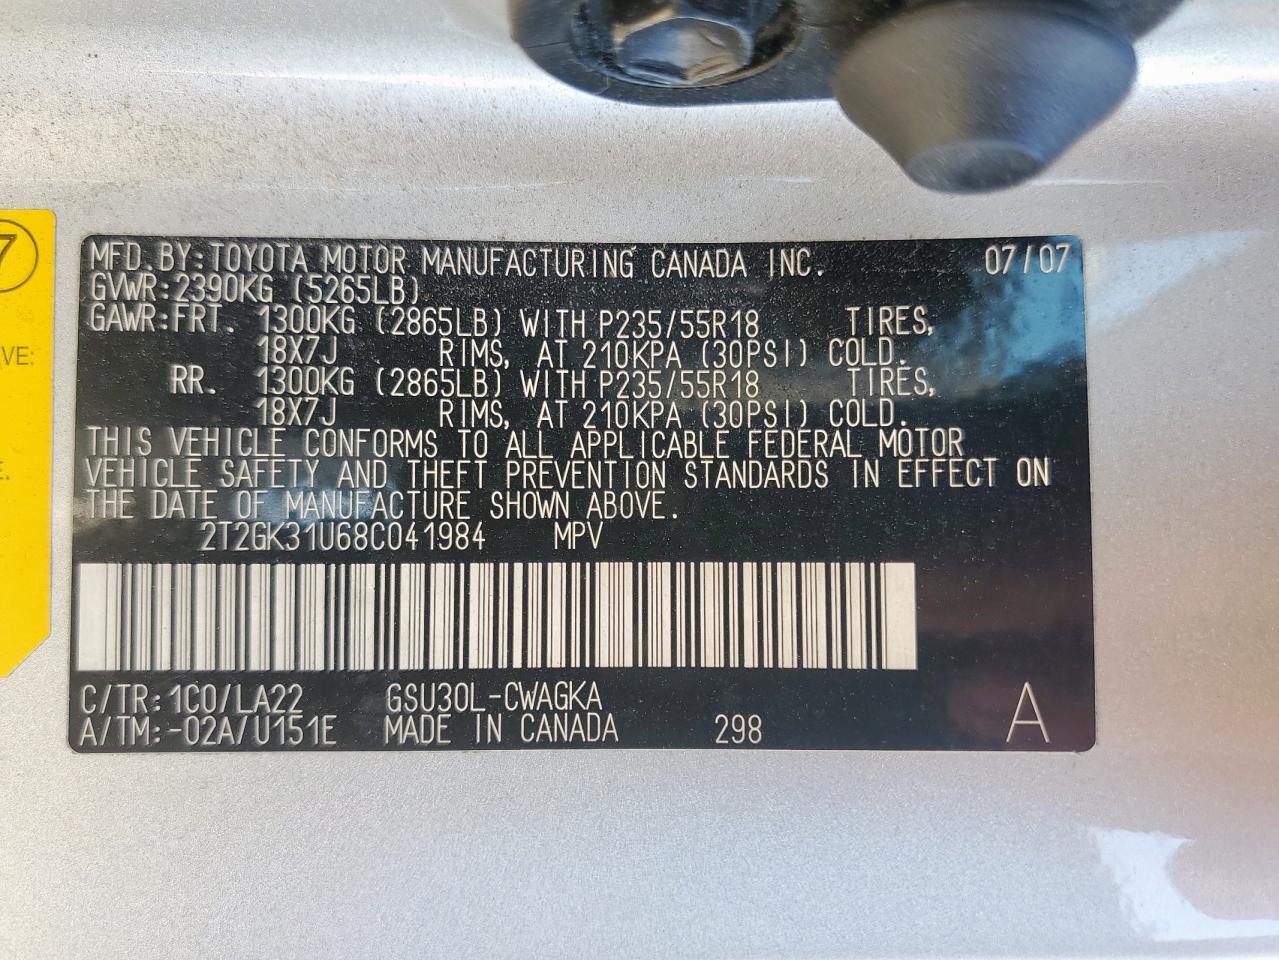 7
VE:
E.
MFD. BY: TOYOTA MOTOR MANUFACTURING CANADA INC. 07/07
GVWR: 2390KG (5265LB)
GAWR: FRT. 1300KG (2865LB) WITH P235/55R18 TIRES,
18X7J RIMS, AT 210KPA (30PSI) COLD.
RR. 1300KG (2865LB) WITH P235/55R18 TIRES,
18X7J RIMS, AT 210KPA (30PSI) COLD.
THIS VEHICLE CONFORMS TO ALL APPLICABLE FEDERAL MOTOR
VEHICLE SAFETY AND THEFT PREVENTION STANDARDS IN EFFECT ON
THE DATE OF MANUFACTURE SHOWN ABOVE.
2T2GK31U68C041984 MPV
C/TR: 1C0/LA22 GSU30L-CWAGKA
A/TM: -02A/U151E MADE IN CANADA 298 A